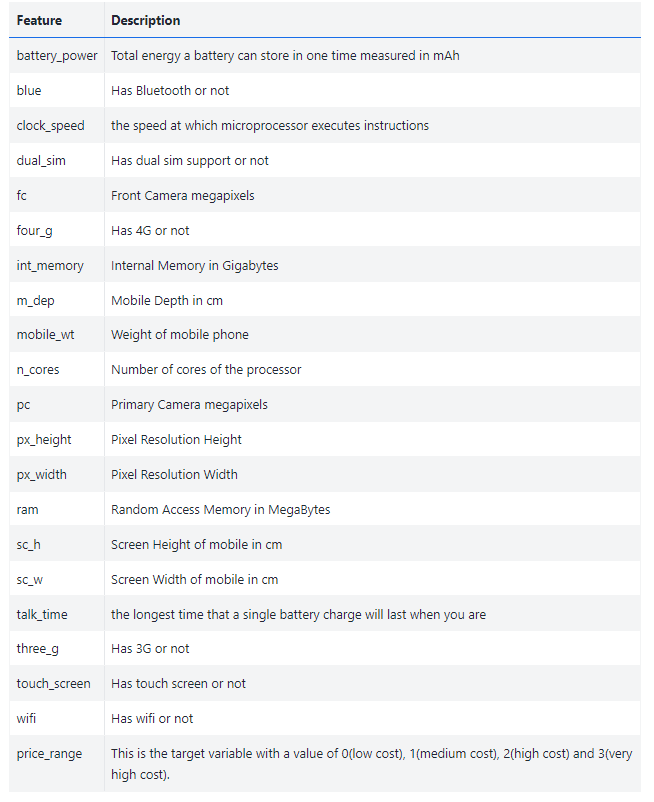 Feature Description
battery_power Total energy a battery can store in one time measured in mAh
blue Has Bluetooth or not
clock_speed the speed at which microprocessor executes instructions
dual_sim Has dual sim support or not
fc Front Camera megapixels
four_g Has 4G or not
int_memory Internal Memory in Gigabytes
m_dep Mobile Depth in cm
mobile_wt Weight of mobile phone
n_cores Number of cores of the processor
pc Primary Camera megapixels
px_height Pixel Resolution Height
px_width Pixel Resolution Width
ram Random Access Memory in MegaBytes
sc_h Screen Height of mobile in cm
sc_w Screen Width of mobile in cm
talk_time the longest time that a single battery charge will last when you are
three_g Has 3G or not
touch_screen Has touch screen or not
wifi Has wifi or not
price_range This is the target variable with a value of 0(low cost), 1(medium cost), 2(high cost) and 3(very
high cost).